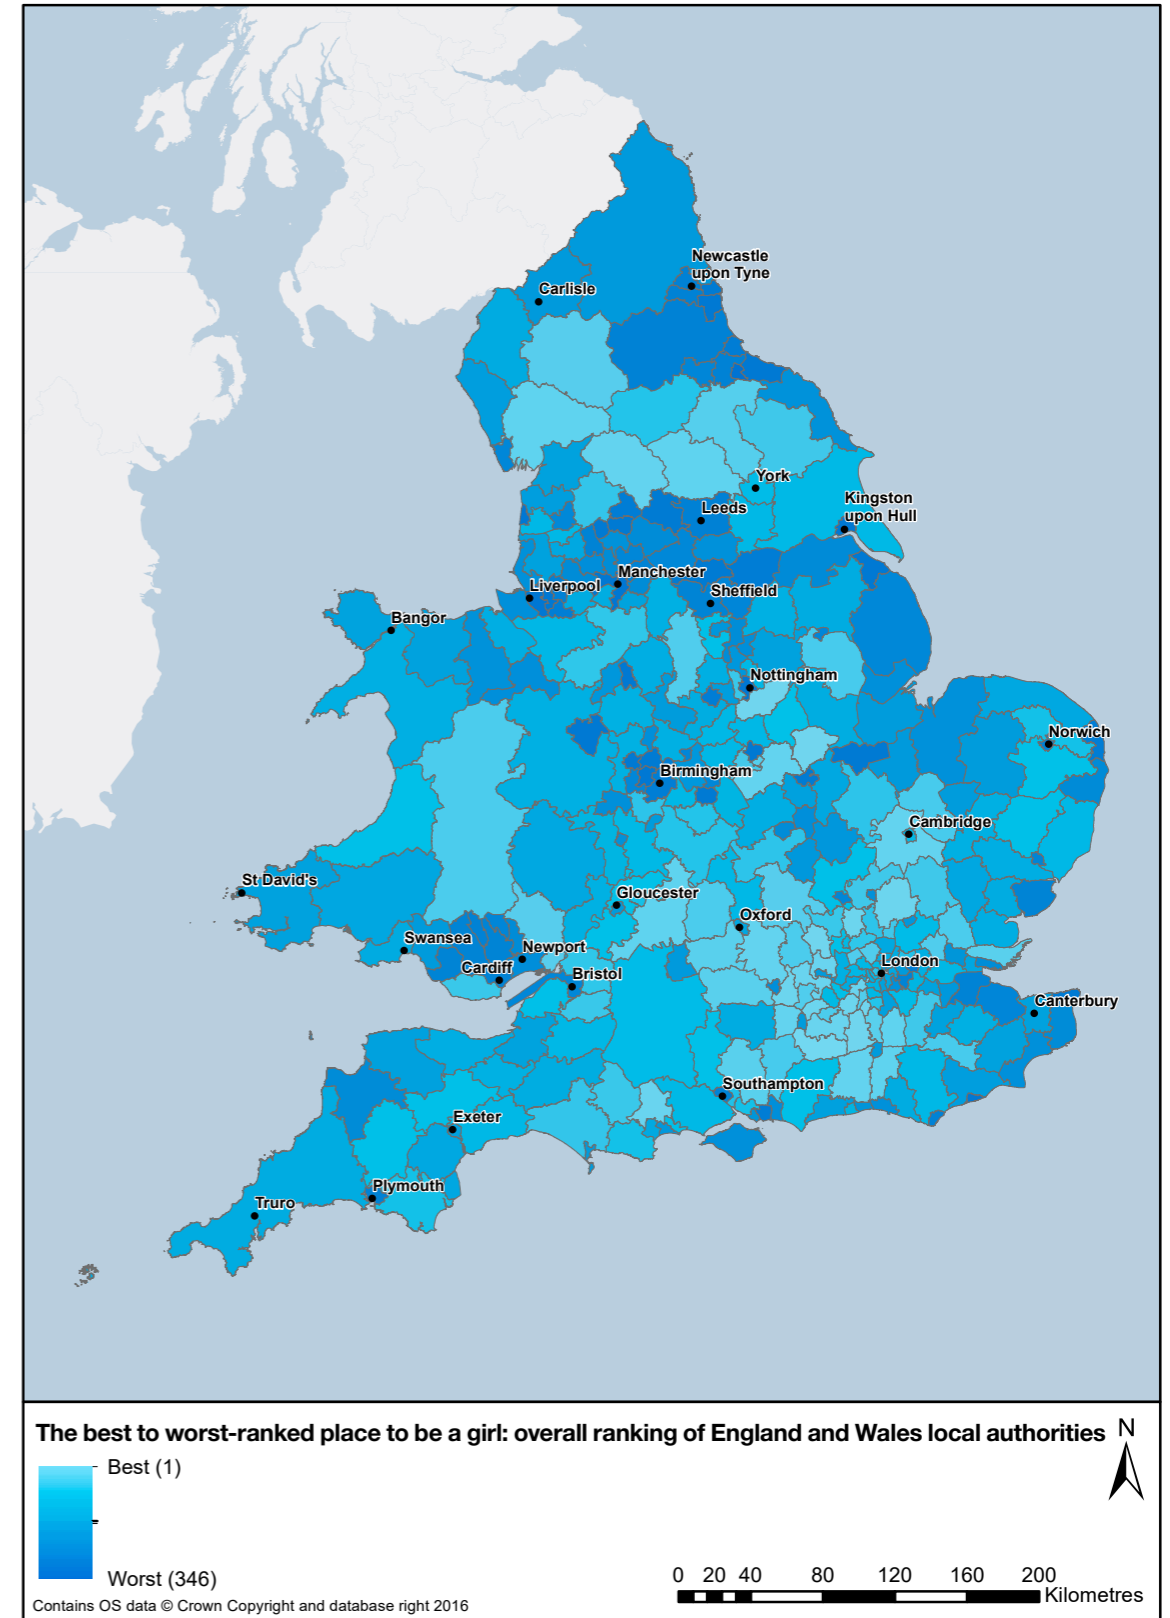 Newcastle
upon Tyne
Carlisle
York
Kingston
upon Hull
Leeds
Manchester
Liverpool
Sheffield
Bangor
Nottingham
Norwich
Birmingham
Cambridge
St David's
Gloucester
Oxford
Swansea
Newport
London
Cardiff
Bristol
Canterbury
Southampton
Exeter
Plymouth
Truro
The best to worst-ranked place to be a girl: overall ranking of England and Wales local authorities
N
Best (1)
Worst (346)
0 20 40 80 120 160 200
Kilometres
Contains OS data © Crown Copyright and database right 2016